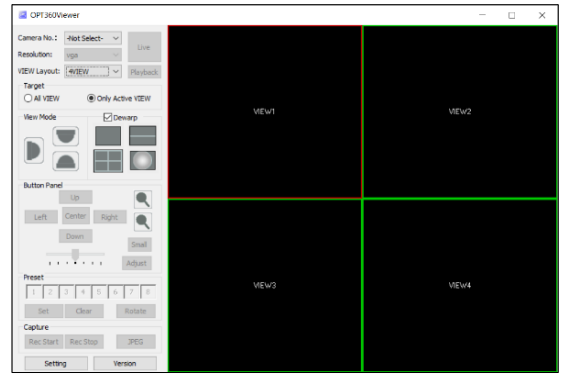 OPT360Viewer
Camera No.: -Not Select-
Live
Resolution: vga
VIEW Layout: 4VIEW Playback
Target
All VIEW Only Active VIEW
View Mode Dewarp
Button Panel
Up
Left Center Right
Down
Small
Adjust
Preset
1 2 3 4 5 6 7 8
Set Clear Rotate
Capture
Rec Start Rec Stop JPEG
Setting Version
VIEW1
VIEW2
VIEW3
VIEW4